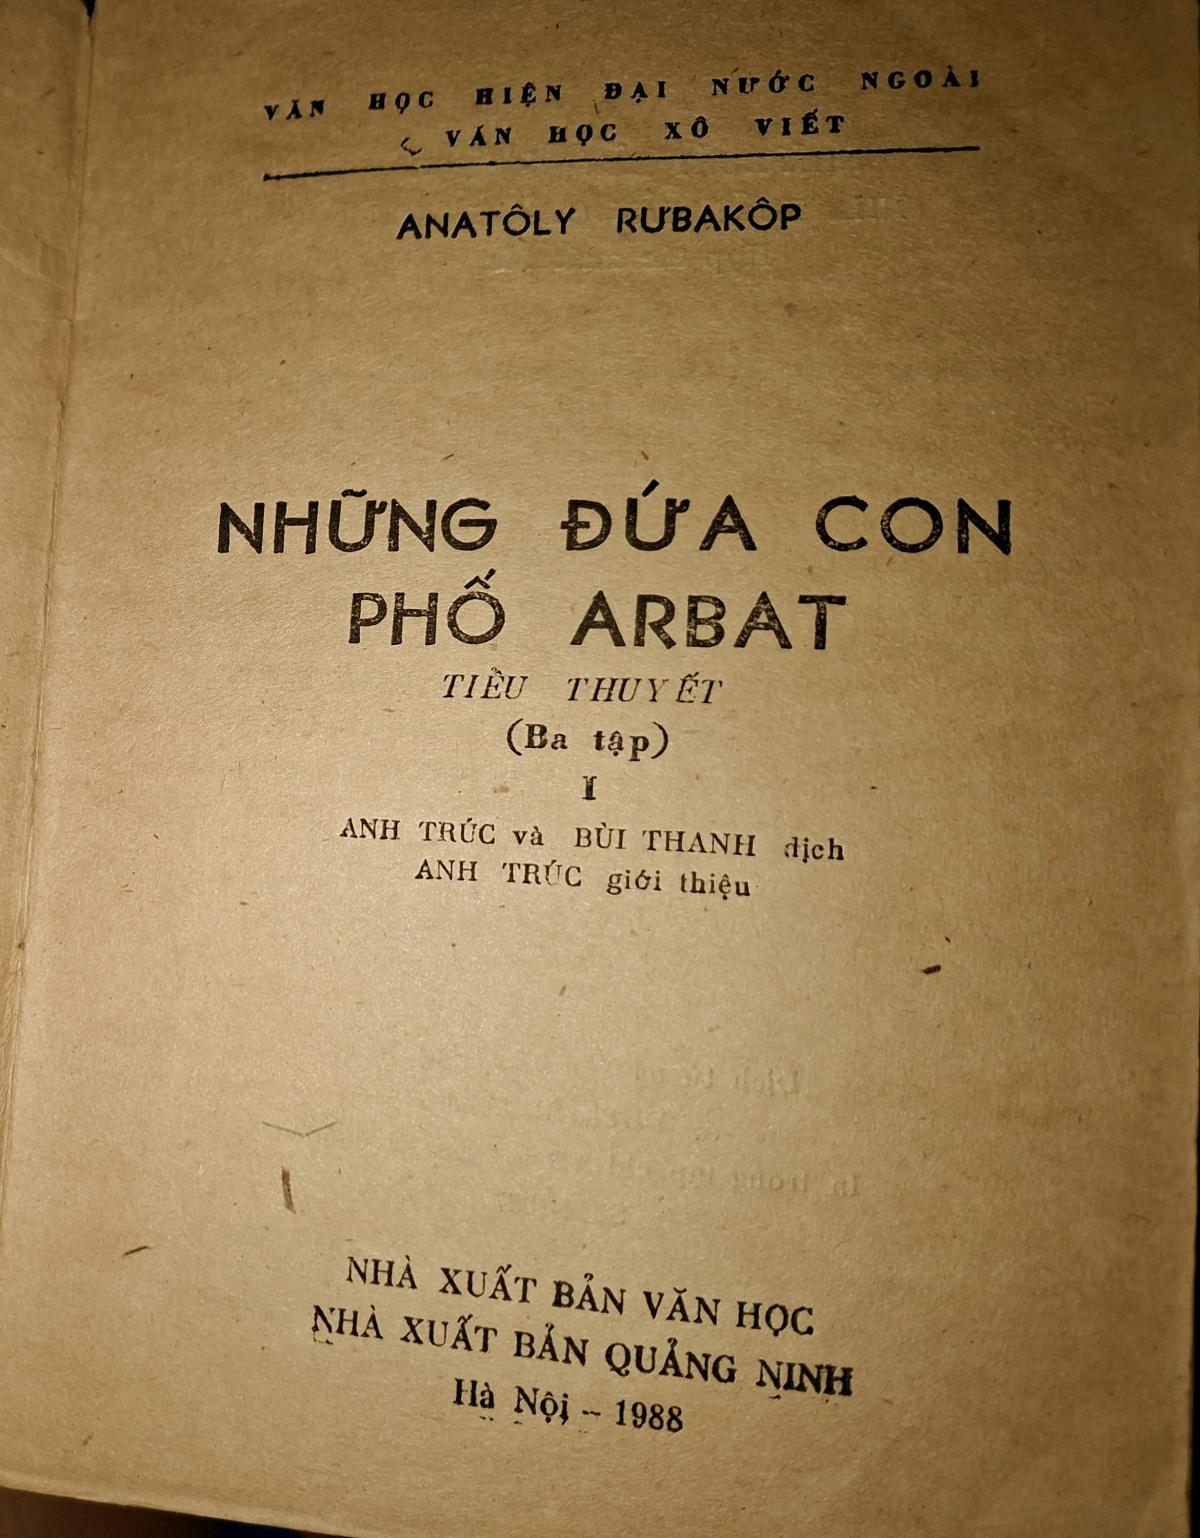 VĂN HỌC HIỆN ĐẠI NƯỚC NGOÀI
VĂN HỌC XÔ VIẾT
ANATÔLY RƯBAKÔP
NHỮNG ĐỨA CON
PHỐ ARBAT
TIỂU THUYẾT
(Ba tập)
I
ANH TRÚC và BÙI THANH dịch
ANH TRÚC giới thiệu
NHÀ XUẤT BẢN VĂN HỌC
NHÀ XUẤT BẢN QUẢNG NINH
Hà Nội - 1988